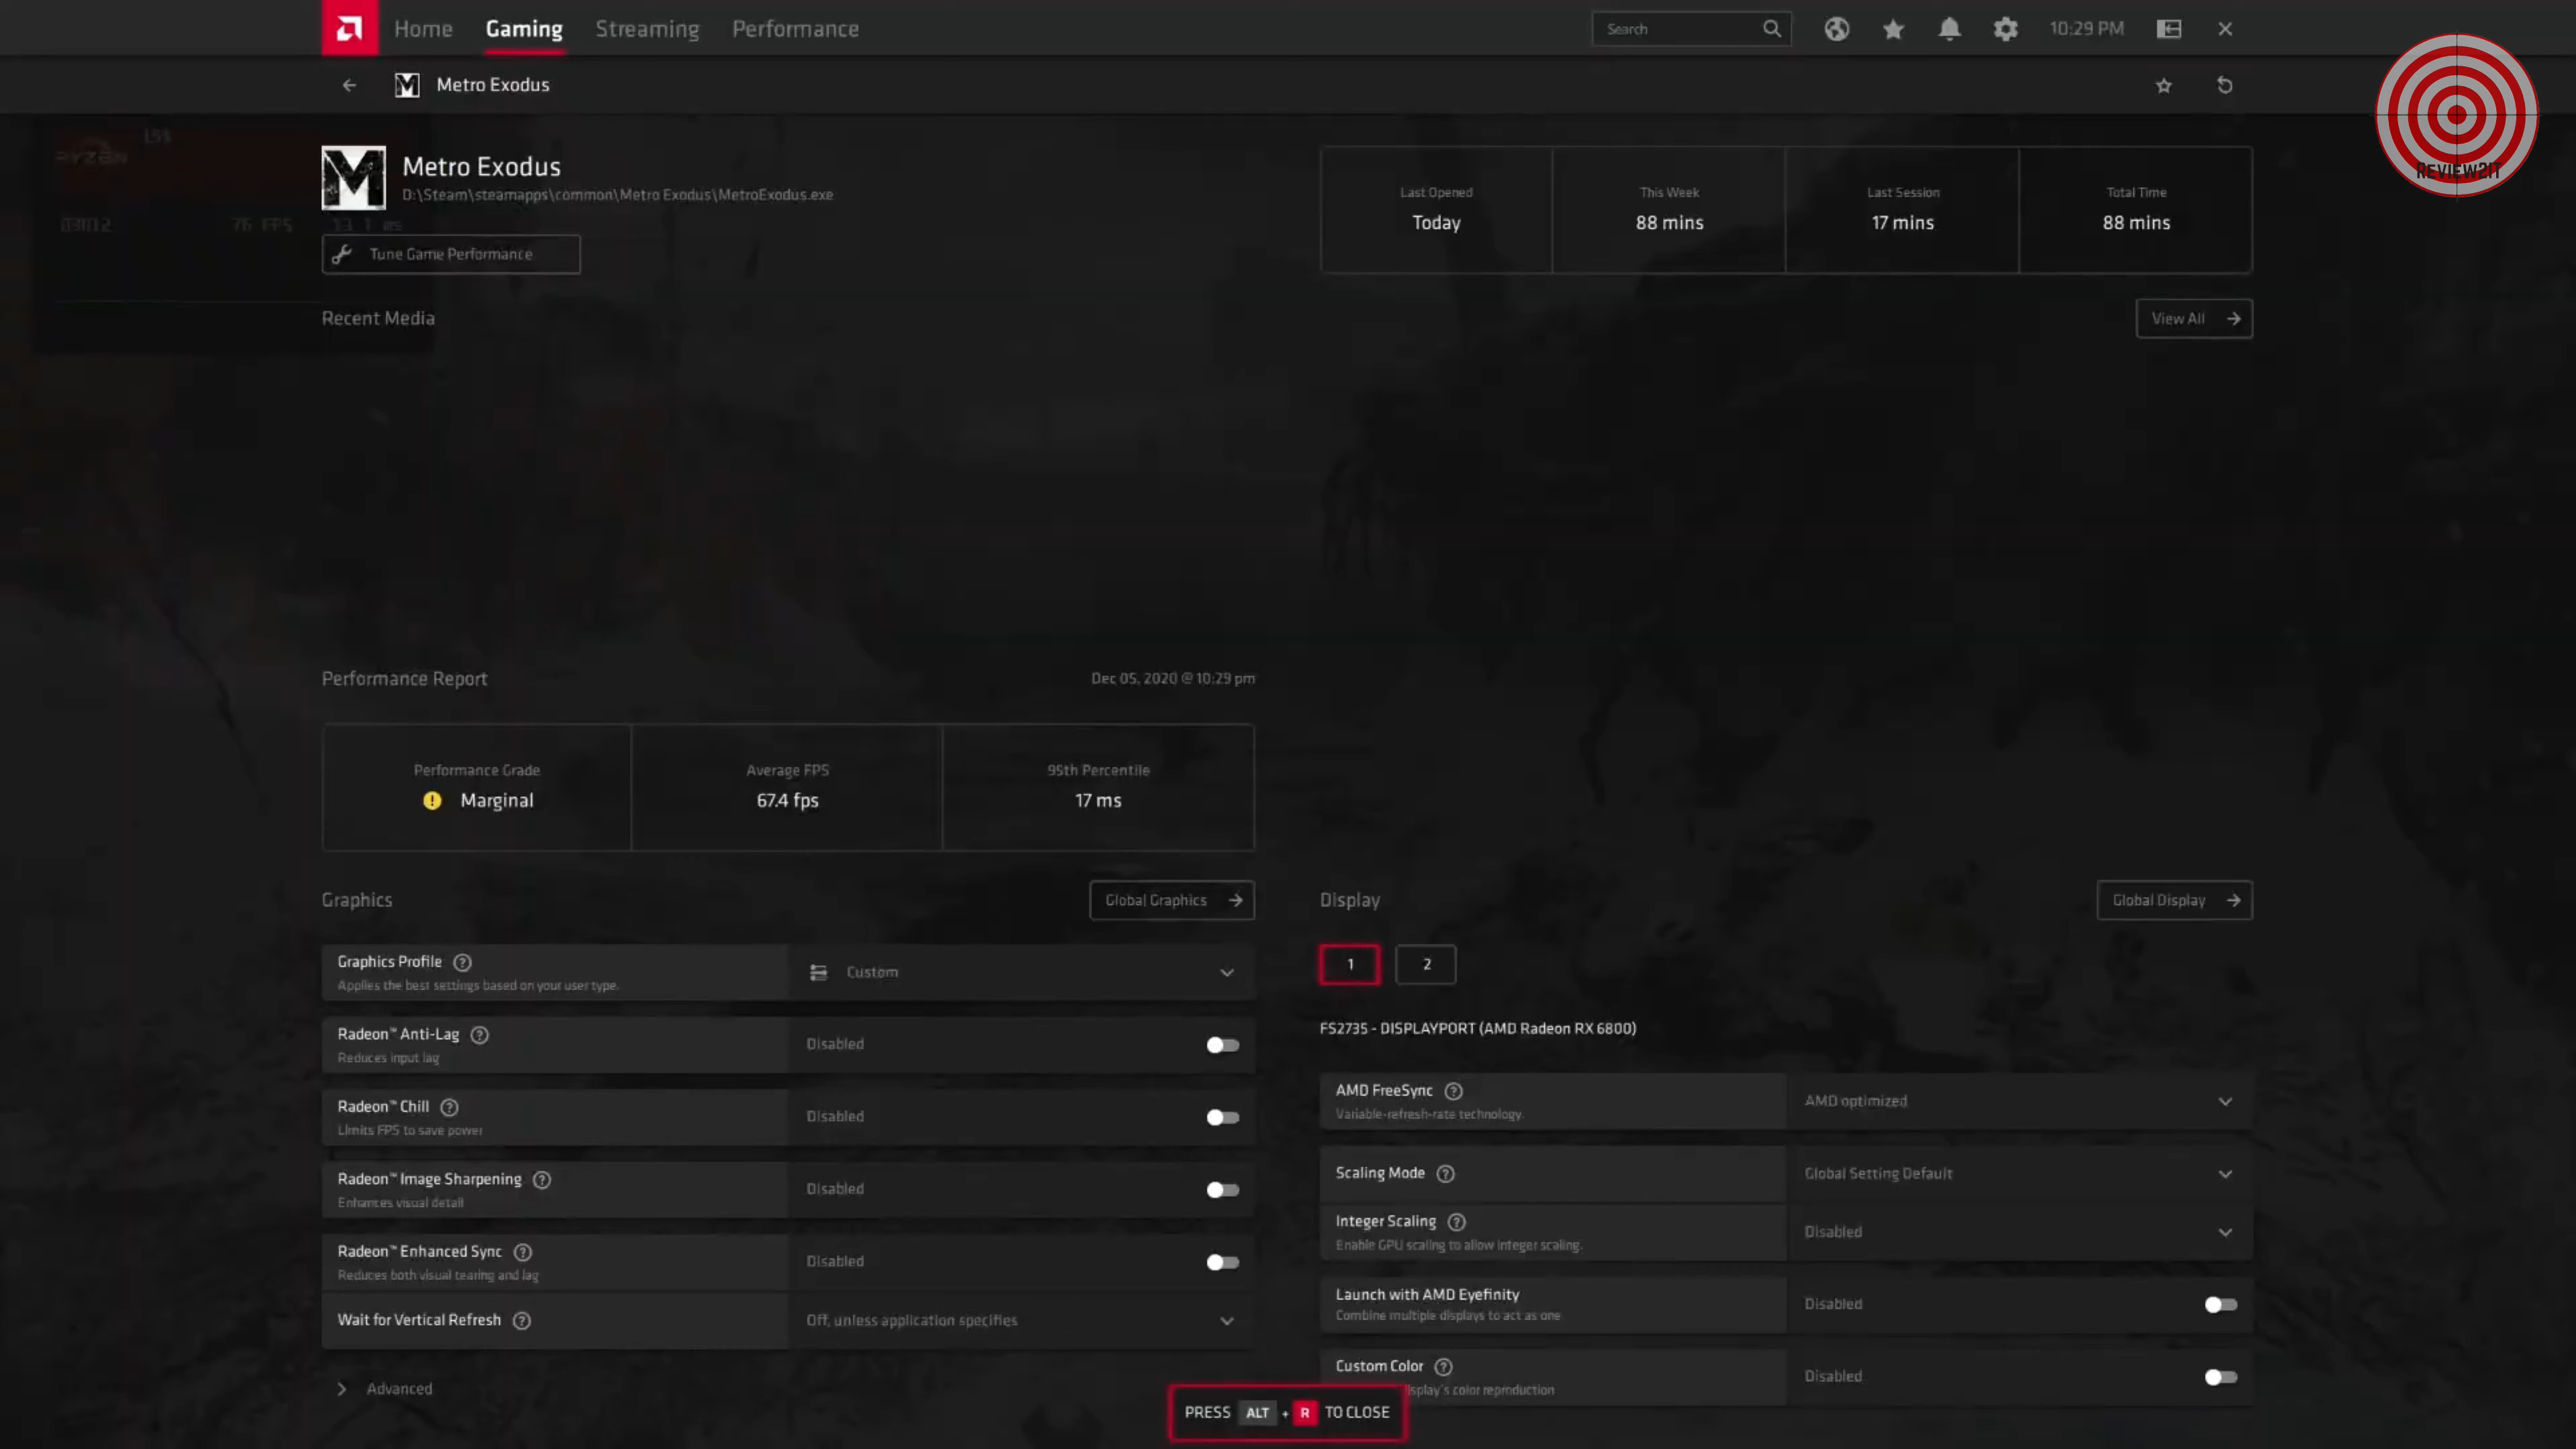 Home Gaming Streaming Performance Search 10:29 PM
Metro Exodus
REVIEW2IT
RYZEN
Metro Exodus
D:\Steam\steamapps\common\Metro Exodus\MetroExodus.exe
76 FPS
Tune Game Performance
Last Opened
Today
This Week
88 mins
Last Session
17 mins
Total Time
88 mins
Recent Media
View All
Performance Report
Dec 05, 2020 @ 10:29 pm
Performance Grade
Marginal
Average FPS
67.4 fps
95th Percentile
17 ms
Graphics
Global Graphics
Graphics Profile
Applies the best settings based on your user type.
Custom
Radeon™ Anti-Lag
Reduces input lag
Disabled
Radeon™ Chill
Limits FPS to save power
Disabled
Radeon™ Image Sharpening
Enhances visual detail
Disabled
Radeon™ Enhanced Sync
Reduces both visual tearing and lag
Disabled
Wait for Vertical Refresh
Off, unless application specifies
Advanced
Display
Global Display
1 2
FS2735 - DISPLAYPORT (AMD Radeon RX 6800)
AMD FreeSync
Variable-refresh-rate technology.
AMD optimized
Scaling Mode
Global Setting Default
Integer Scaling
Enable GPU scaling to allow integer scaling.
Disabled
Launch with AMD Eyefinity
Combine multiple displays to act as one
Disabled
Custom Color
isplay's color reproduction
Disabled
PRESS ALT + R TO CLOSE